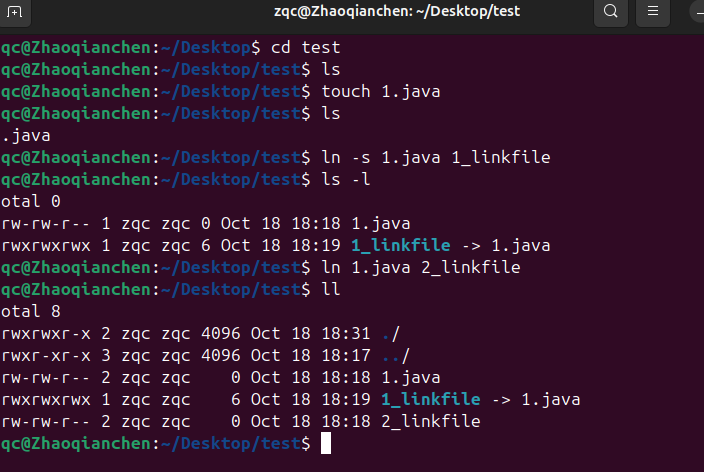 zqc@Zhaoqianchen: ~/Desktop/test
qc@Zhaoqianchen:~/Desktop$ cd test
qc@Zhaoqianchen:~/Desktop/test$ ls
qc@Zhaoqianchen:~/Desktop/test$ touch 1.java
qc@Zhaoqianchen:~/Desktop/test$ ls
.java
qc@Zhaoqianchen:~/Desktop/test$ ln -s 1.java 1_linkfile
qc@Zhaoqianchen:~/Desktop/test$ ls -l
otal 0
rw-rw-r-- 1 zqc zqc 0 Oct 18 18:18 1.java
rwxrwxrwx 1 zqc zqc 6 Oct 18 18:19 1_linkfile -> 1.java
qc@Zhaoqianchen:~/Desktop/test$ ln 1.java 2_linkfile
qc@Zhaoqianchen:~/Desktop/test$ ll
otal 8
rwxrwxr-x 2 zqc zqc 4096 Oct 18 18:31 ./
rwxr-xr-x 3 zqc zqc 4096 Oct 18 18:17 ../
rw-rw-r-- 2 zqc zqc    0 Oct 18 18:18 1.java
rwxrwxrwx 1 zqc zqc    6 Oct 18 18:19 1_linkfile -> 1.java
rw-rw-r-- 2 zqc zqc    0 Oct 18 18:18 2_linkfile
qc@Zhaoqianchen:~/Desktop/test$